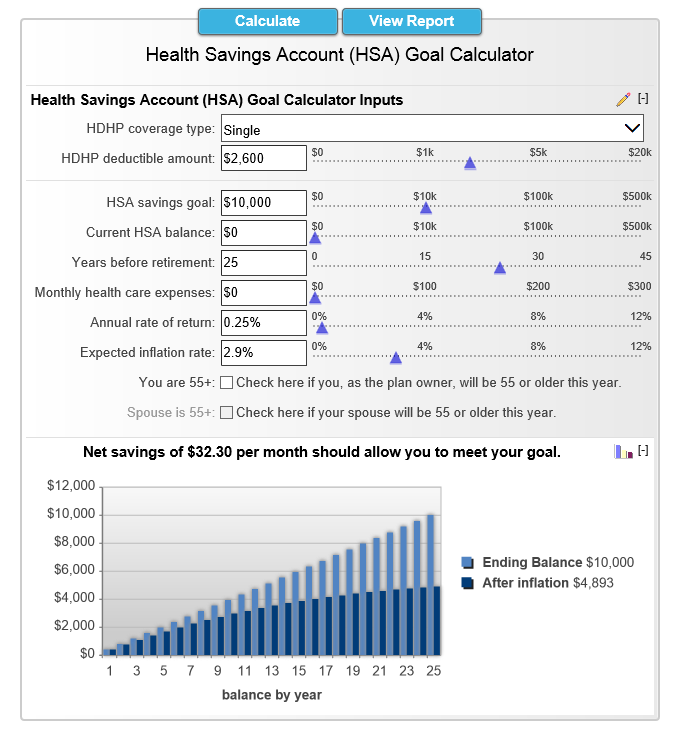 Calculate View Report
Health Savings Account (HSA) Goal Calculator
Health Savings Account (HSA) Goal Calculator Inputs [-]
HDHP coverage type: Single
HDHP deductible amount: $2,600 $0 $1k $5k $20k
HSA savings goal: $10,000 $0 $10k $100k $500k
Current HSA balance: $0 $0 $10k $100k $500k
Years before retirement: 25 0 15 30 45
Monthly health care expenses: $0 $0 $100 $200 $300
Annual rate of return: 0.25% 0% 4% 8% 12%
Expected inflation rate: 2.9% 0% 4% 8% 12%
You are 55+: Check here if you, as the plan owner, will be 55 or older this year.
Spouse is 55+: Check here if your spouse will be 55 or older this year.
Net savings of $32.30 per month should allow you to meet your goal. [-]
$12,000
$10,000
$8,000
$6,000
$4,000
$2,000
$0
Ending Balance $10,000
After inflation $4,893
1 3 5 7 9 11 13 15 17 19 21 23 25
balance by year